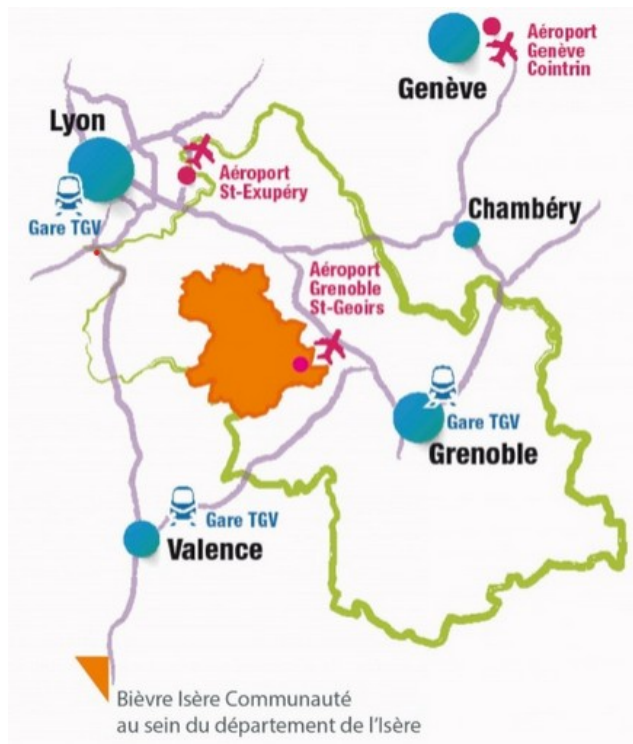 Aéroport
Genève
Cointrin
Genève
Lyon
Aéroport
St-Exupéry
Gare TGV
Chambéry
Aéroport
Grenoble
St-Geoirs
Gare TGV
Grenoble
Gare TGV
Valence
Bièvre Isère Communauté
au sein du département de l'Isère